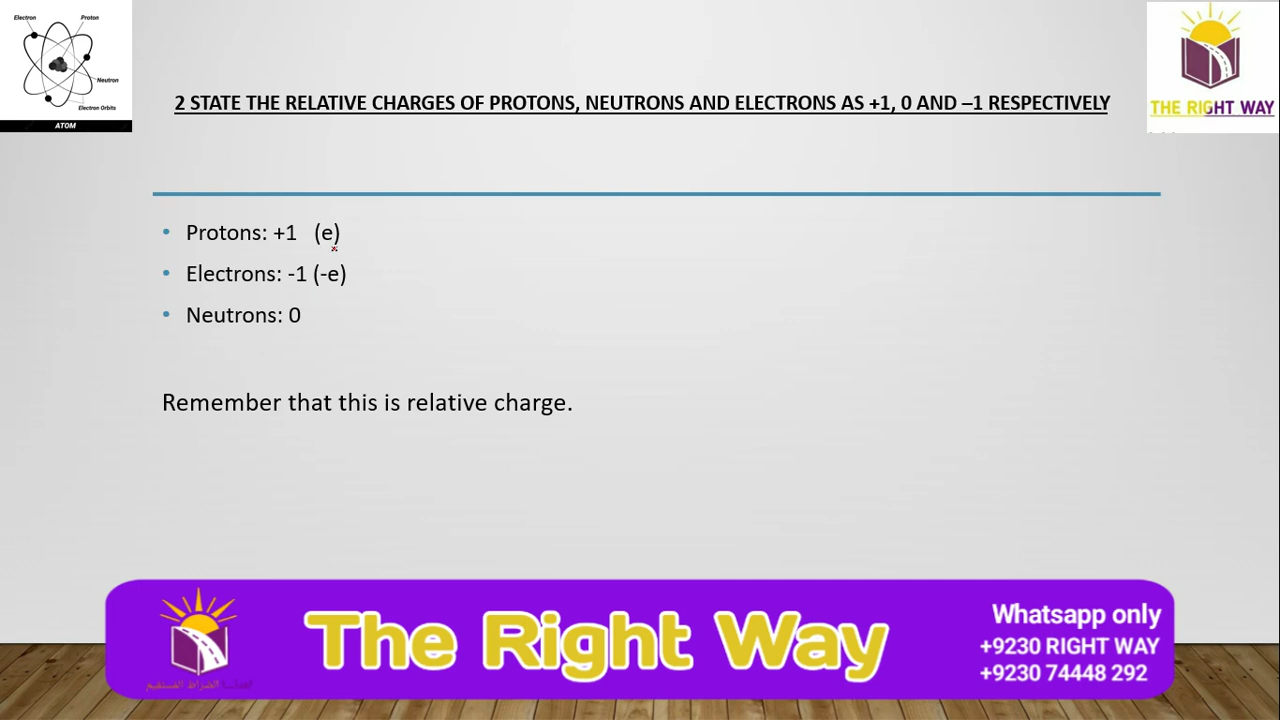 Electron
Proton
Neutron
Electron Orbits
ATOM
2 STATE THE RELATIVE CHARGES OF PROTONS, NEUTRONS AND ELECTRONS AS +1, 0 AND –1 RESPECTIVELY
THE RIGHT WAY
• Protons: +1 (e)
• Electrons: -1 (-e)
• Neutrons: 0
Remember that this is relative charge.
The Right Way
الصراط المستقيم
Whatsapp only
+9230 RIGHT WAY
+9230 74448 292